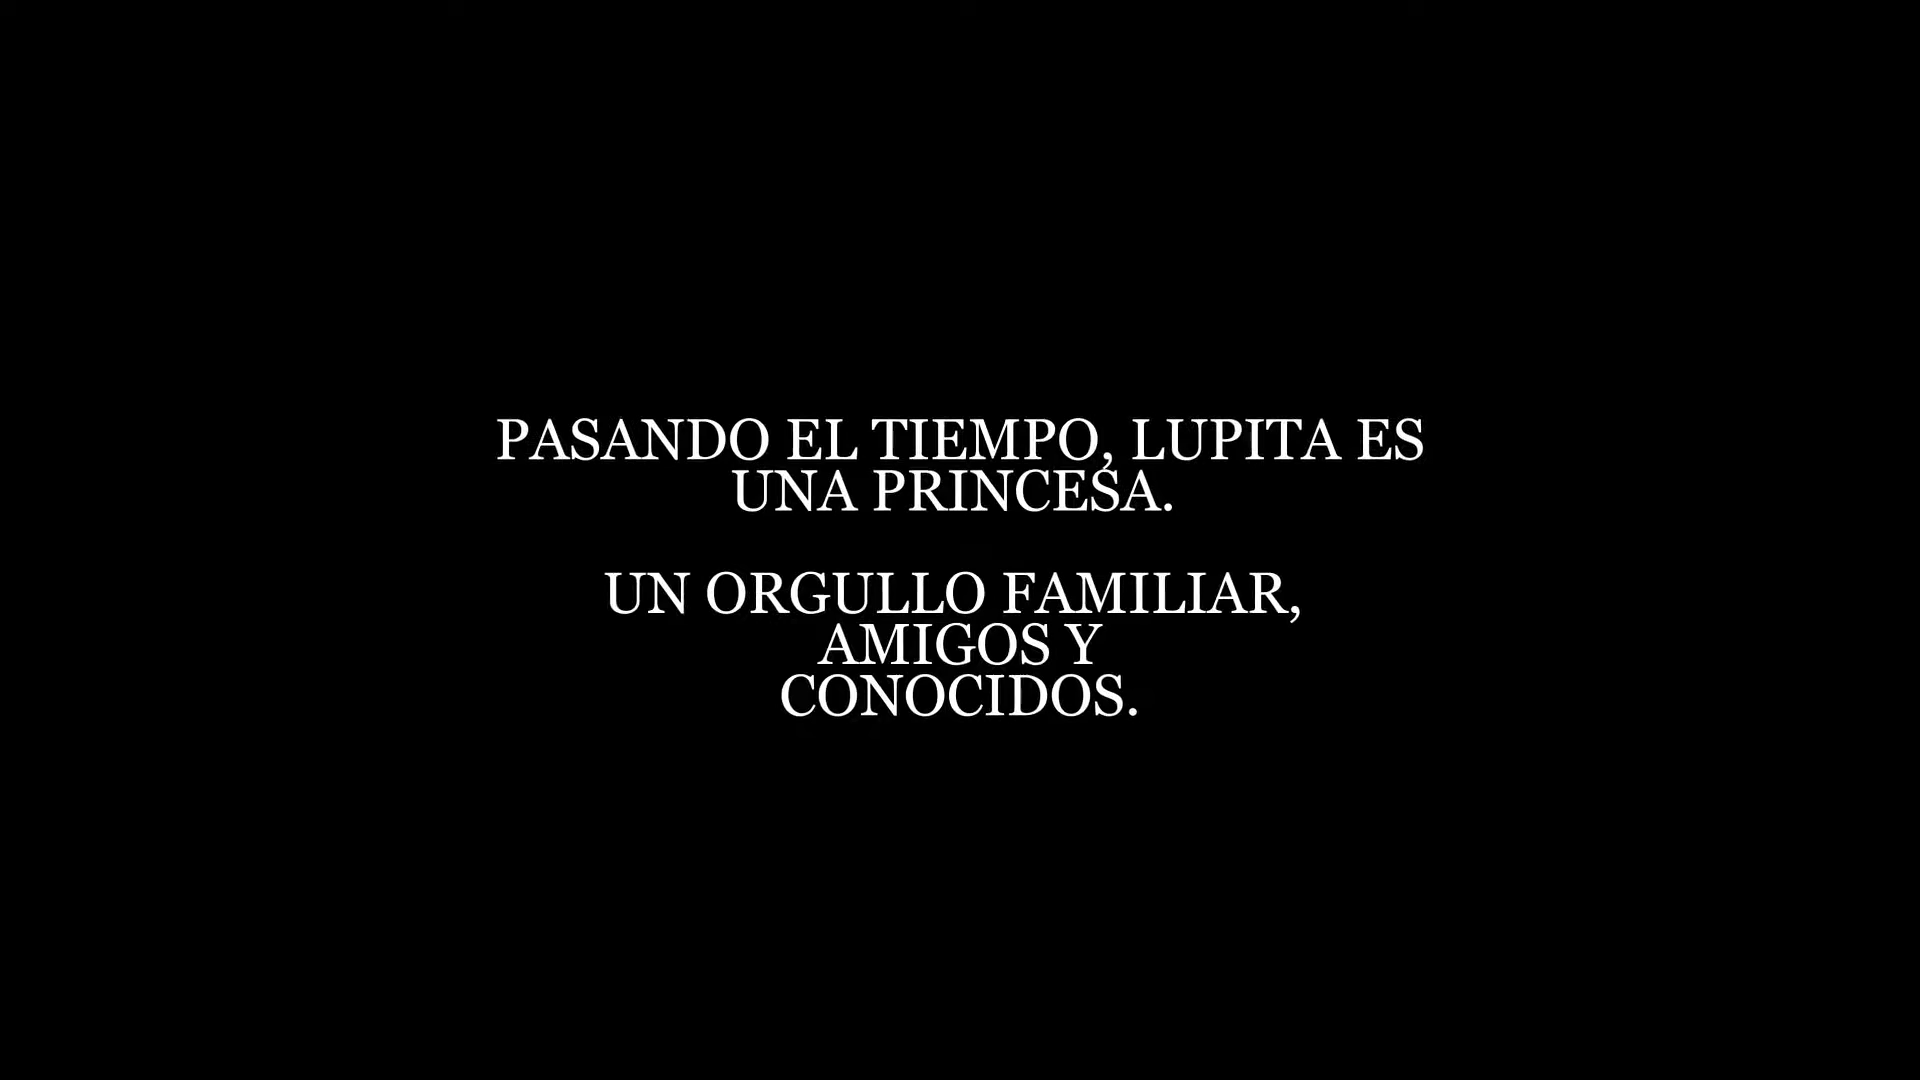 PASANDO EL TIEMPO, LUPITA ES
UNA PRINCESA.
UN ORGULLO FAMILIAR,
AMIGOS Y
CONOCIDOS.